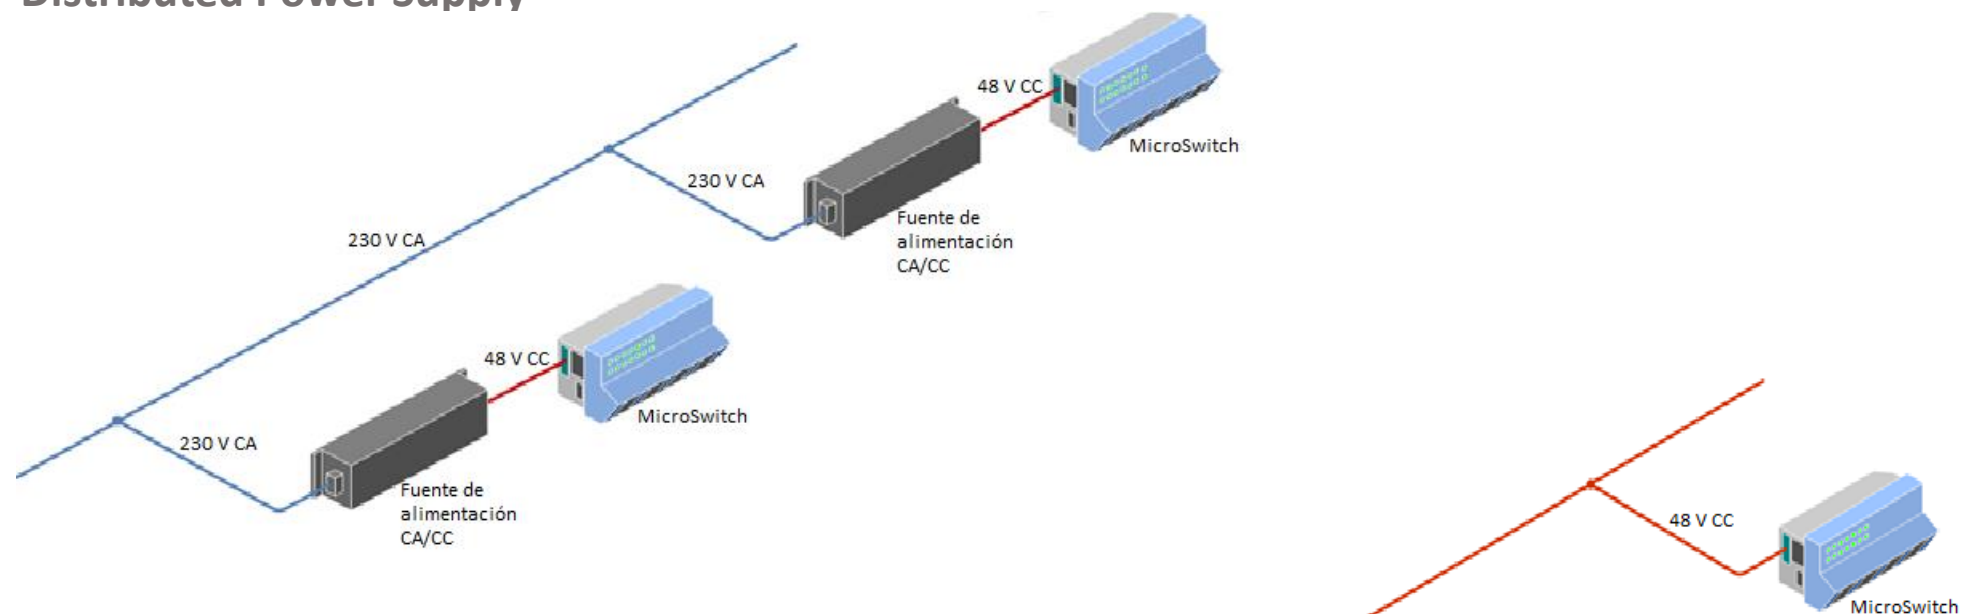 Distributed Power Supply
48 V CC
MicroSwitch
230 V CA
Fuente de
alimentación
CA/CC
230 V CA
48 V CC
MicroSwitch
230 V CA
Fuente de
alimentación
CA/CC
48 V CC
MicroSwitch